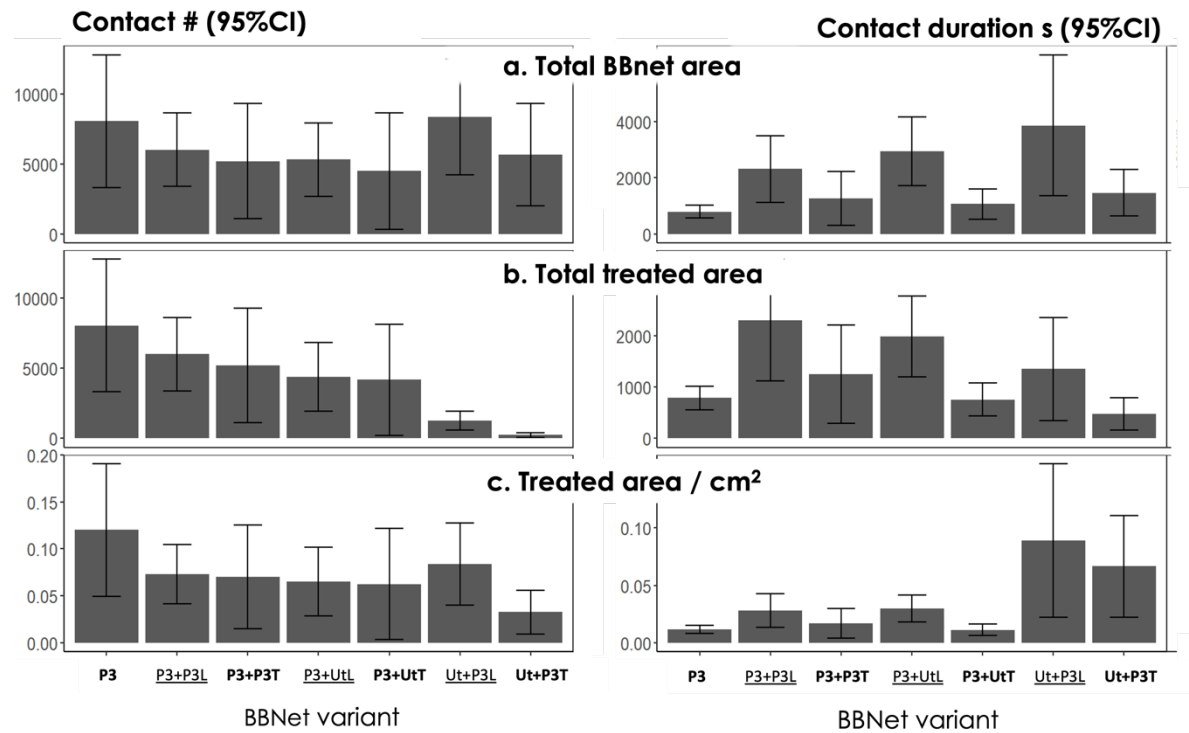 Contact # (95%CI)
Contact duration s (95%CI)
a. Total BBnet area
10000
5000
0
4000
2000
0
b. Total treated area
10000
5000
0
2000
1000
0
c. Treated area / cm²
0.20
0.15
0.10
0.05
0.00
0.10
0.05
0.00
P3 P3+P3L P3+P3T P3+UtL P3+UtT Ut+P3L Ut+P3T
P3 P3+P3L P3+P3T P3+UtL P3+UtT Ut+P3L Ut+P3T
BBNet variant
BBNet variant